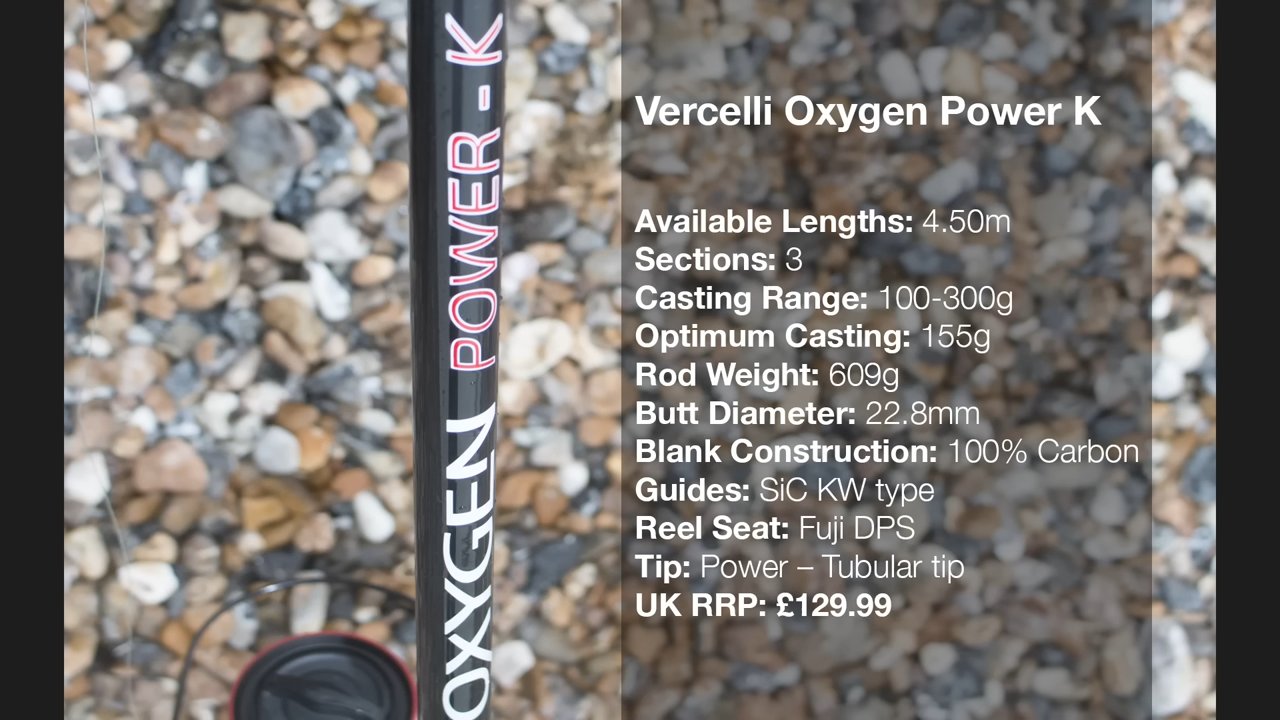 OXYGEN POWER - K
Vercelli Oxygen Power K
Available Lengths: 4.50m
Sections: 3
Casting Range: 100-300g
Optimum Casting: 155g
Rod Weight: 609g
Butt Diameter: 22.8mm
Blank Construction: 100% Carbon
Guides: SiC KW type
Reel Seat: Fuji DPS
Tip: Power – Tubular tip
UK RRP: £129.99